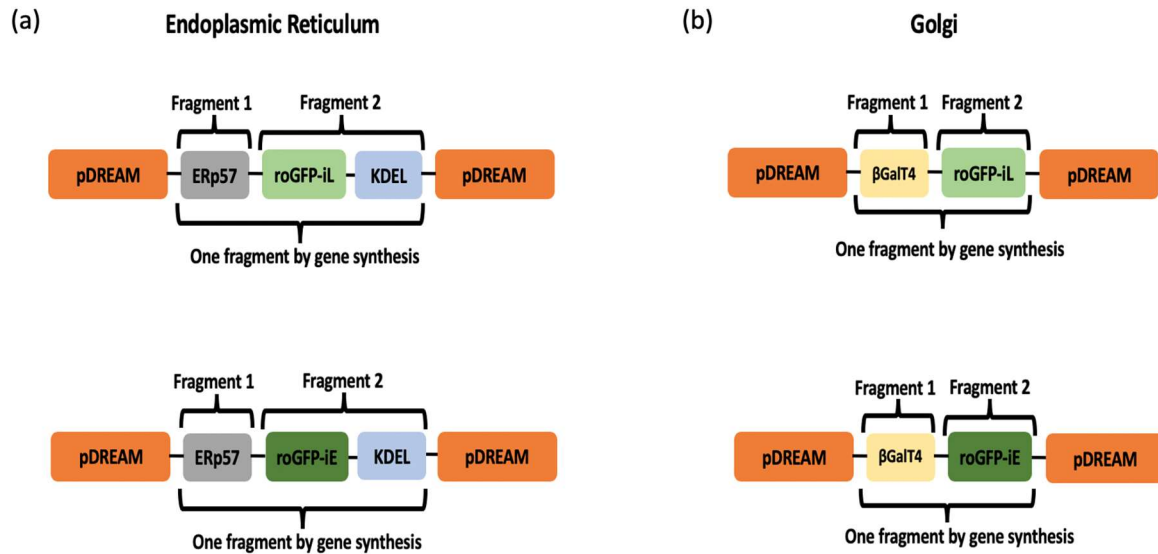 (a) Endoplasmic Reticulum
Fragment 1 Fragment 2
pDREAM ERp57 roGFP-iL KDEL pDREAM
One fragment by gene synthesis
Fragment 1 Fragment 2
pDREAM ERp57 roGFP-iE KDEL pDREAM
One fragment by gene synthesis
(b) Golgi
Fragment 1 Fragment 2
pDREAM βGalT4 roGFP-iL pDREAM
One fragment by gene synthesis
Fragment 1 Fragment 2
pDREAM βGalT4 roGFP-iE pDREAM
One fragment by gene synthesis